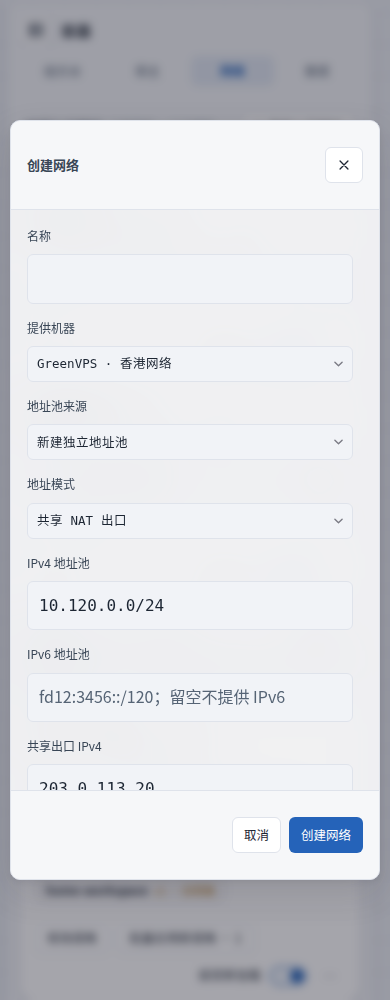 创建网络
名称
提供机器
GreenVPS · 香港网络
地址池来源
新建独立地址池
地址模式
共享 NAT 出口
IPv4 地址池
10.120.0.0/24
IPv6 地址池
fd12:3456::/120；留空不提供 IPv6
共享出口 IPv4
203.0.113.20
取消
创建网络